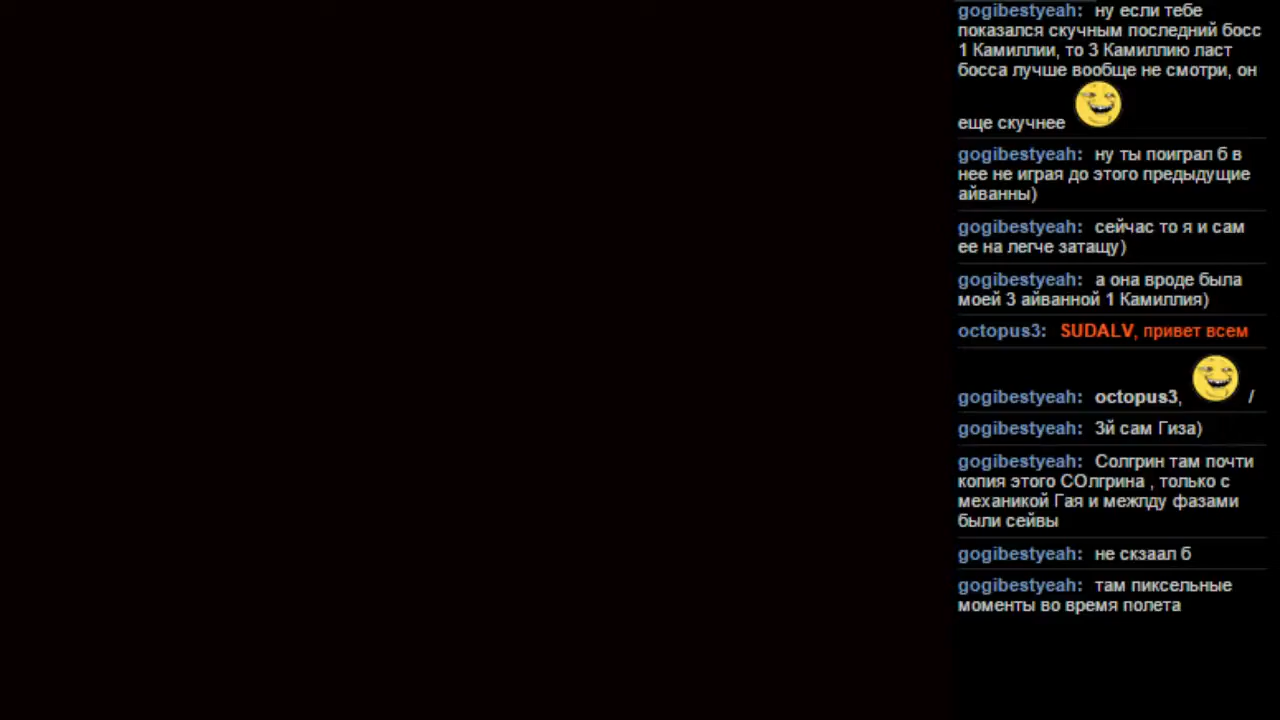 gogibestyeah: ну если тебе
показался скучным последний босс
1 Камиллии, то 3 Камиллию ласт
босса лучше вообще не смотри, он
еще скучнее
gogibestyeah: ну ты поиграл б в
нее не играя до этого предыдущие
айванны)
gogibestyeah: сейчас то я и сам
ее на легче затащу)
gogibestyeah: а она вроде была
моей 3 айванной 1 Камиллия)
octopus3: SUDALV, привет всем
gogibestyeah: octopus3, /
gogibestyeah: 3й сам Гиза)
gogibestyeah: Солгрин там почти
копия этого СОлгрина , только с
механикой Гая и межпду фазами
были сейвы
gogibestyeah: не скзаал б
gogibestyeah: там пиксельные
моменты во время полета